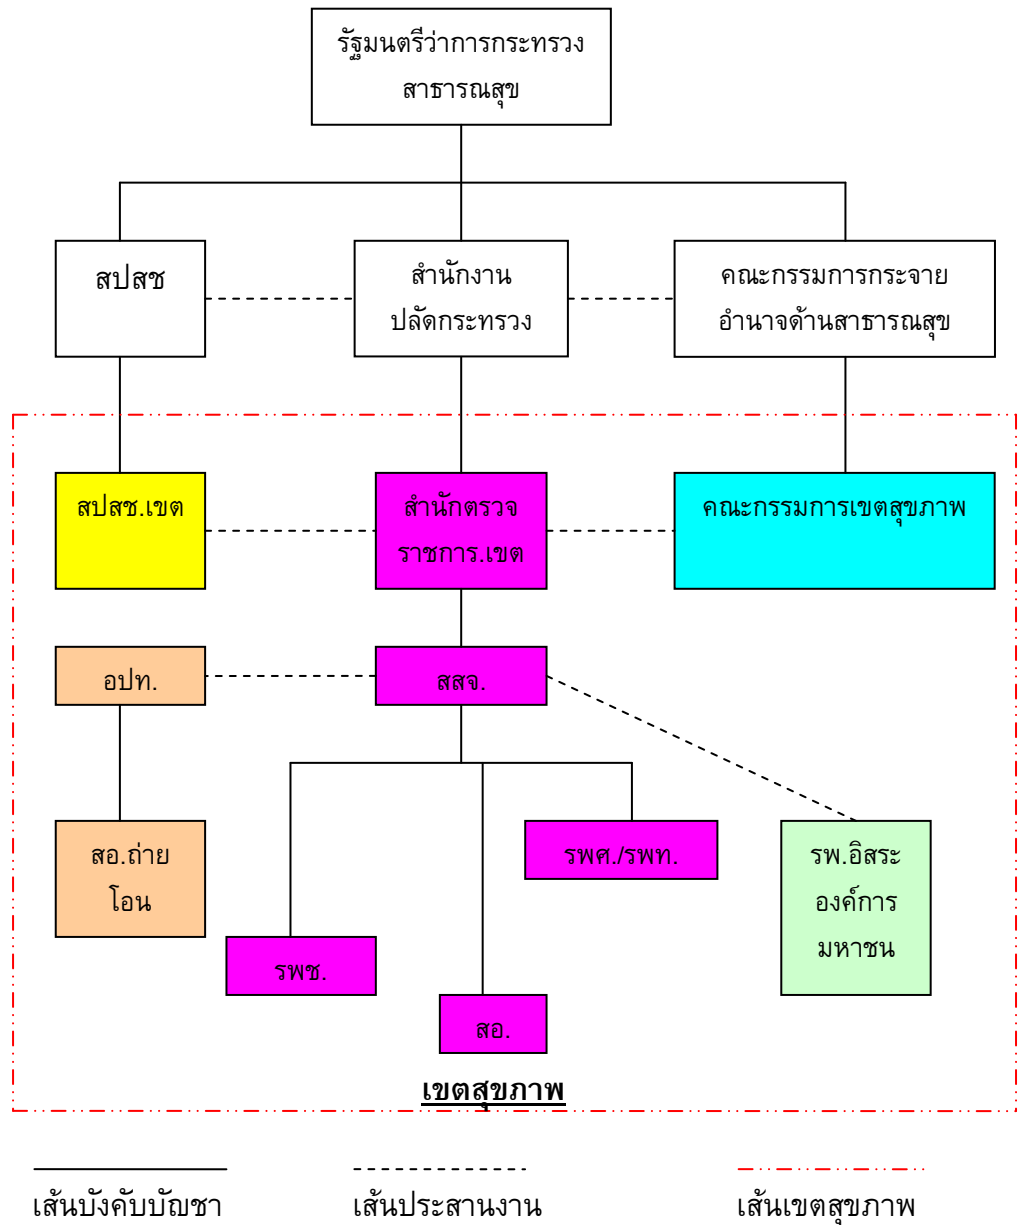 รัฐมนตรีว่าการกระทรวง
สาธารณสุข
สปสช
สำนักงาน
ปลัดกระทรวง
คณะกรรมการกระจาย
อำนาจด้านสาธารณสุข
สปสช.เขต
สำนักตรวจ
ราชการ.เขต
คณะกรรมการเขตสุขภาพ
อปท.
สสจ.
สอ.ถ่าย
โอน
รพศ./รพท.
รพ.อิสระ
องค์การ
มหาชน
รพช.
สอ.
เขตสุขภาพ
เส้นบังคับบัญชา
เส้นประสานงาน
เส้นเขตสุขภาพ